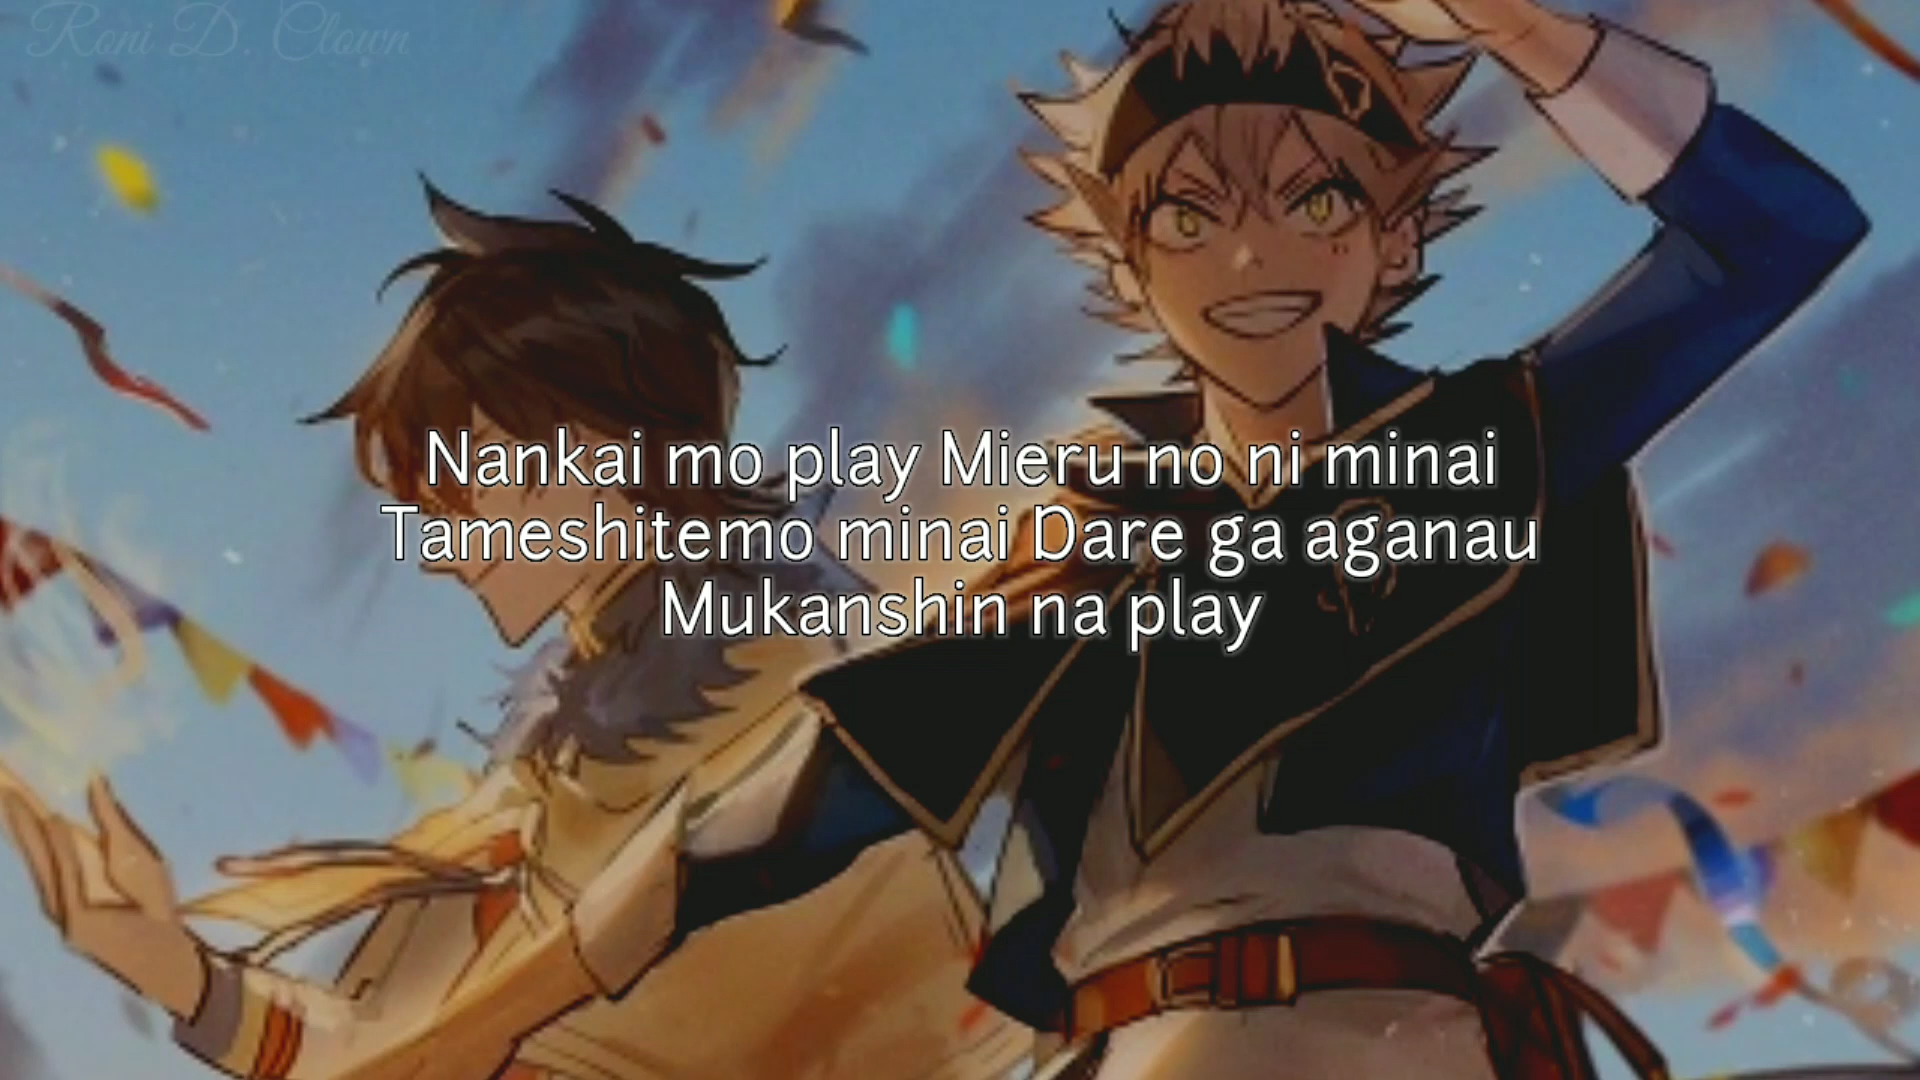 Roni D. Clown
Nankai mo play Mieru no ni minai
Tameshitemo minai Dare ga aganau
Mukanshin na play